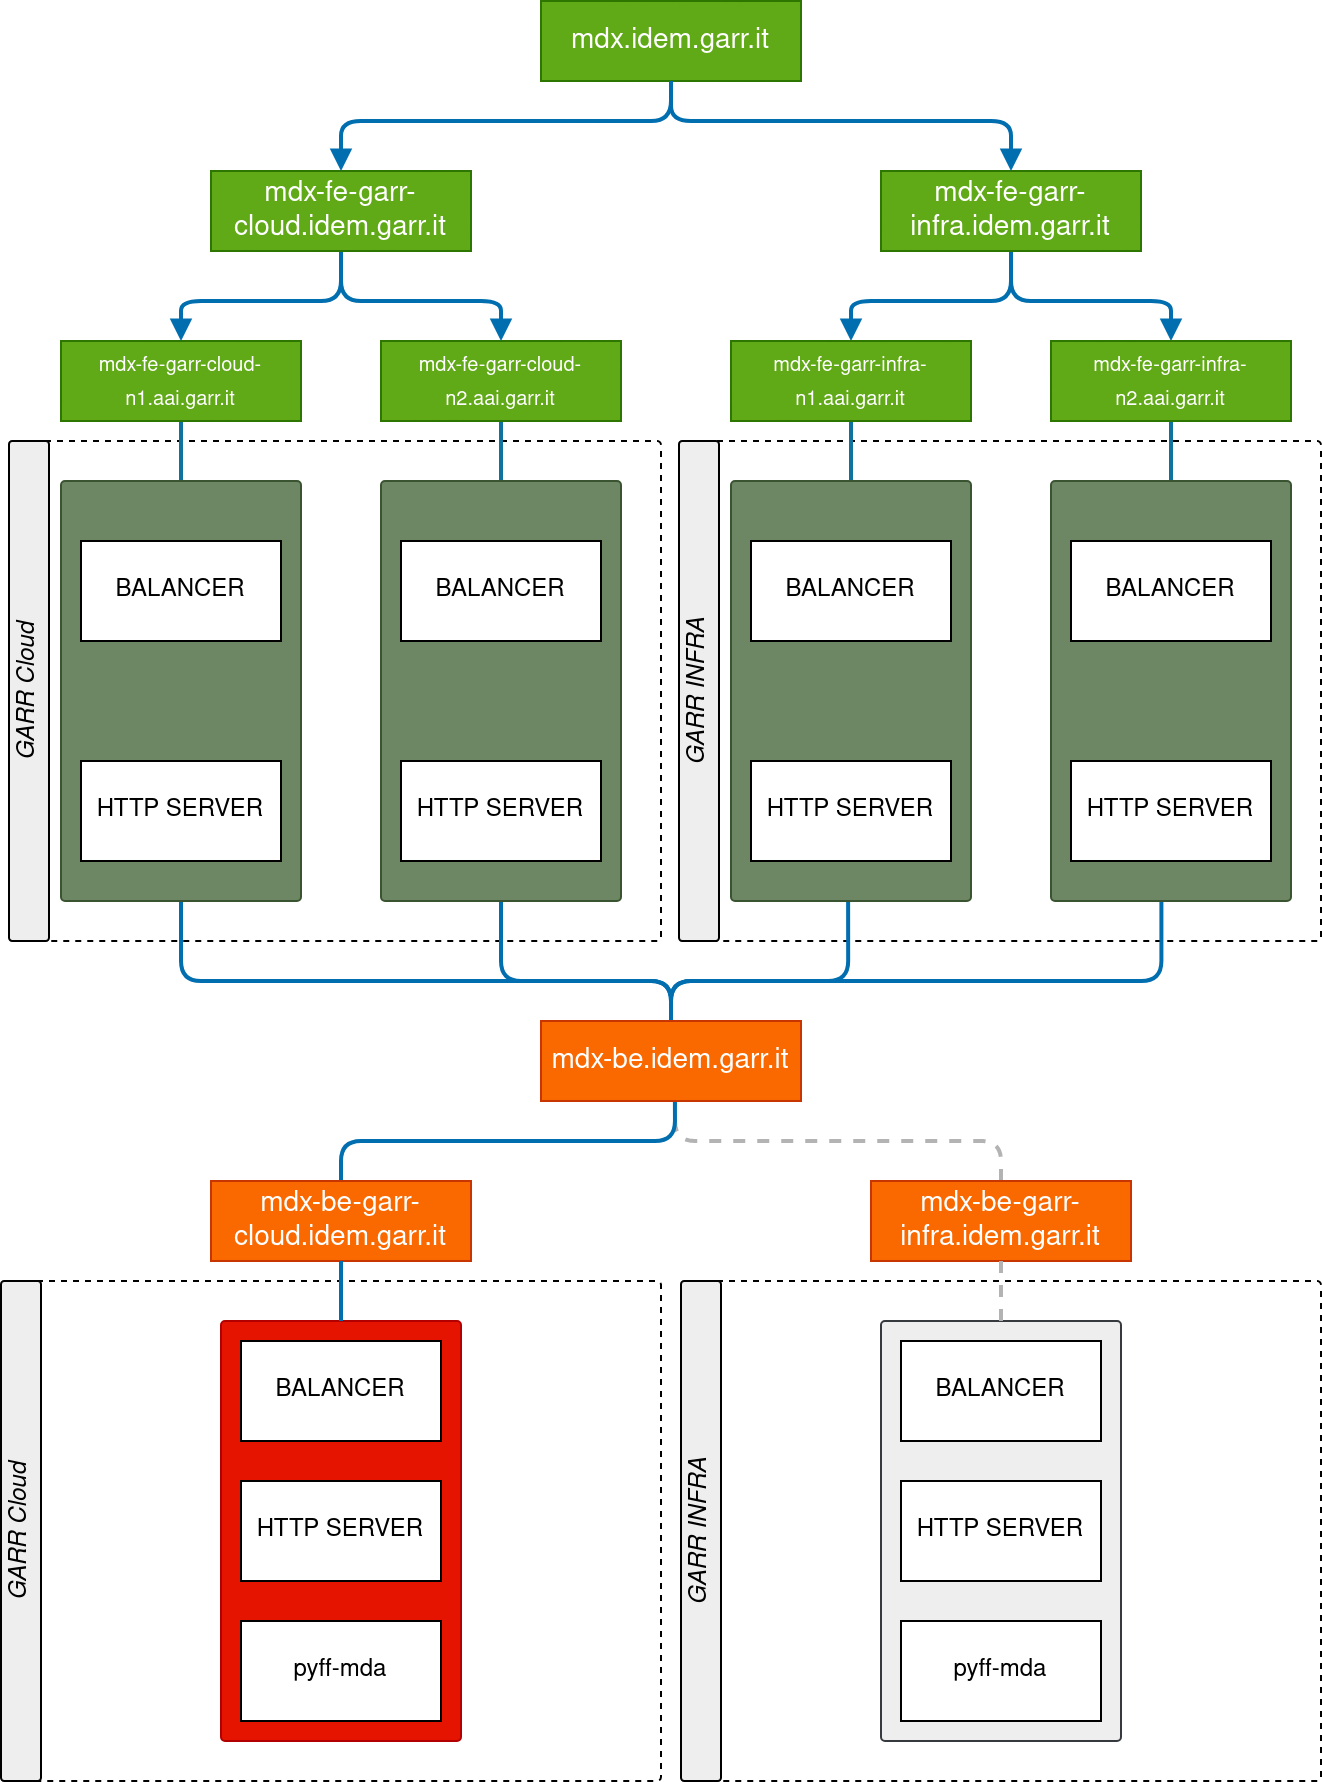 mdx.idem.garr.it
mdx-fe-garr-
cloud.idem.garr.it
mdx-fe-garr-
infra.idem.garr.it
mdx-fe-garr-cloud-
n1.aai.garr.it
mdx-fe-garr-cloud-
n2.aai.garr.it
mdx-fe-garr-infra-
n1.aai.garr.it
mdx-fe-garr-infra-
n2.aai.garr.it
GARR Cloud
BALANCER
HTTP SERVER
BALANCER
HTTP SERVER
GARR INFRA
BALANCER
HTTP SERVER
BALANCER
HTTP SERVER
mdx-be.idem.garr.it
mdx-be-garr-
cloud.idem.garr.it
mdx-be-garr-
infra.idem.garr.it
GARR Cloud
BALANCER
HTTP SERVER
pyff-mda
GARR INFRA
BALANCER
HTTP SERVER
pyff-mda